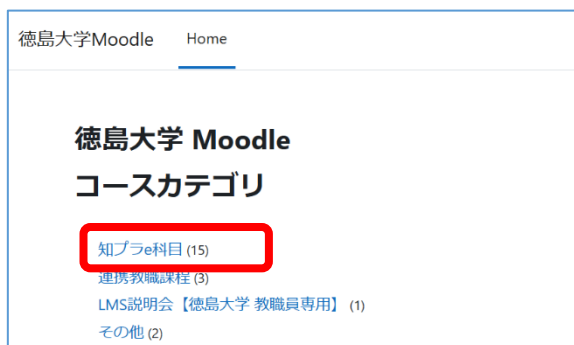 徳島大学Moodle Home
徳島大学 Moodle
コースカテゴリ
知プラe科目 (15)
連携教職課程 (3)
LMS説明会【徳島大学 教職員専用】 (1)
その他 (2)